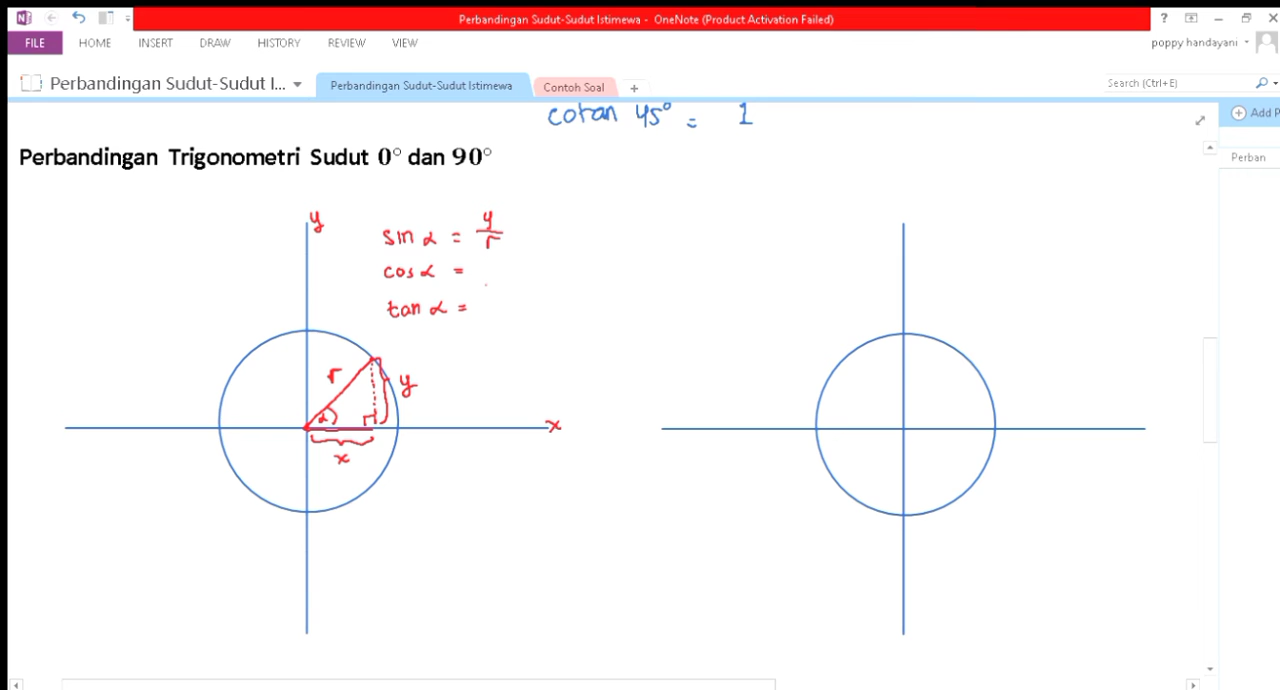 Perbandingan Sudut-Sudut Istimewa - OneNote (Product Activation Failed)
?
FILE HOME INSERT DRAW HISTORY REVIEW VIEW
poppy handayani
Perbandingan Sudut-Sudut I...
Perbandingan Sudut-Sudut Istimewa
Contoh Soal
+
Search (Ctrl+E)
cotan 45° = 1
Add P
Perban
Perbandingan Trigonometri Sudut 0° dan 90°
y
sin α = y/r
cos α =
tan α =
r
y
α
x
x